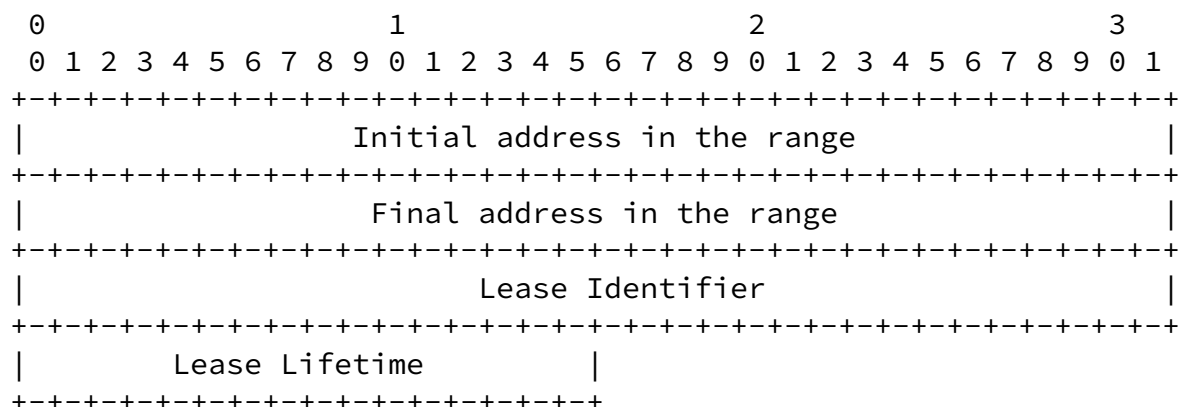 0                   1                   2                   3
 0 1 2 3 4 5 6 7 8 9 0 1 2 3 4 5 6 7 8 9 0 1 2 3 4 5 6 7 8 9 0 1
+-+-+-+-+-+-+-+-+-+-+-+-+-+-+-+-+-+-+-+-+-+-+-+-+-+-+-+-+-+-+-+-+
|                  Initial address in the range                 |
+-+-+-+-+-+-+-+-+-+-+-+-+-+-+-+-+-+-+-+-+-+-+-+-+-+-+-+-+-+-+-+-+
|                   Final address in the range                  |
+-+-+-+-+-+-+-+-+-+-+-+-+-+-+-+-+-+-+-+-+-+-+-+-+-+-+-+-+-+-+-+-+
|                         Lease Identifier                      |
+-+-+-+-+-+-+-+-+-+-+-+-+-+-+-+-+-+-+-+-+-+-+-+-+-+-+-+-+-+-+-+-+
|        Lease Lifetime         |
+-+-+-+-+-+-+-+-+-+-+-+-+-+-+-+-+